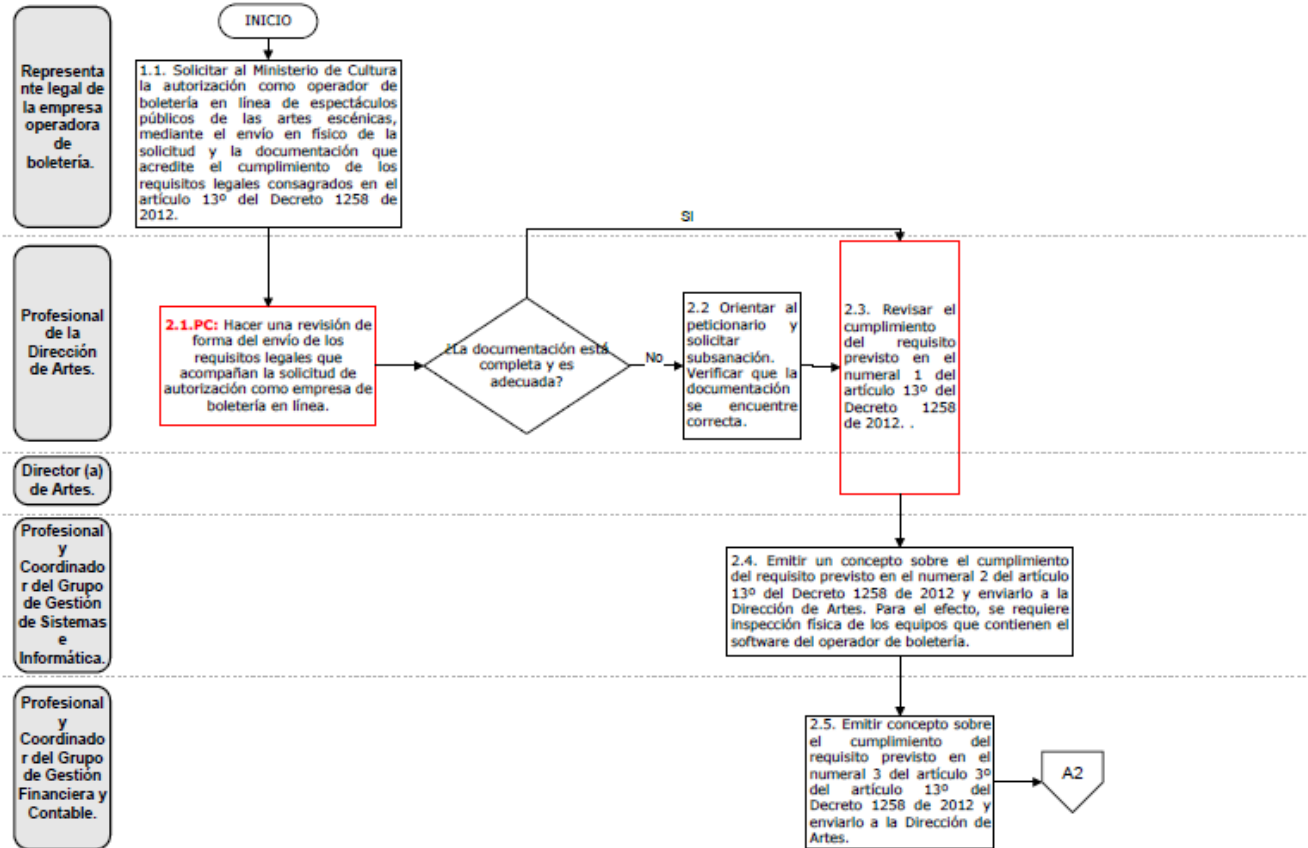 INICIO
Representa
nte legal de
la empresa
operadora
de
boletería.
1.1. Solicitar al Ministerio de Cultura
la autorización como operador de
boletería en línea de espectáculos
públicos de las artes escénicas,
mediante el envío en físico de la
solicitud y la documentación que
acredite el cumplimiento de los
requisitos legales consagrados en el
artículo 13º del Decreto 1258 de
2012.
SI
Profesional
de la
Dirección
de Artes.
2.1.PC: Hacer una revisión de
forma del envío de los
requisitos legales que
acompañan la solicitud de
autorización como empresa de
boletería en línea.
¿La documentación está
completa y es
adecuada?
No
2.2 Orientar al
peticionario y
solicitar
subsanación.
Verificar que la
documentación
se encuentre
correcta.
2.3. Revisar el
cumplimiento
del requisito
previsto en el
numeral 1 del
artículo 13º del
Decreto 1258
de 2012. .
Director (a)
de Artes.
Profesional
y
Coordinado
r del Grupo
de Gestión
de Sistemas
e
Informática.
2.4. Emitir un concepto sobre el cumplimiento
del requisito previsto en el numeral 2 del artículo
13º del Decreto 1258 de 2012 y enviarlo a la
Dirección de Artes. Para el efecto, se requiere
inspección física de los equipos que contienen el
software del operador de boletería.
Profesional
y
Coordinado
r del Grupo
de Gestión
Financiera y
Contable.
2.5. Emitir concepto sobre
el cumplimiento del
requisito previsto en el
numeral 3 del artículo 3º
del artículo 13º del
Decreto 1258 de 2012 y
enviarlo a la Dirección de
Artes.
A2